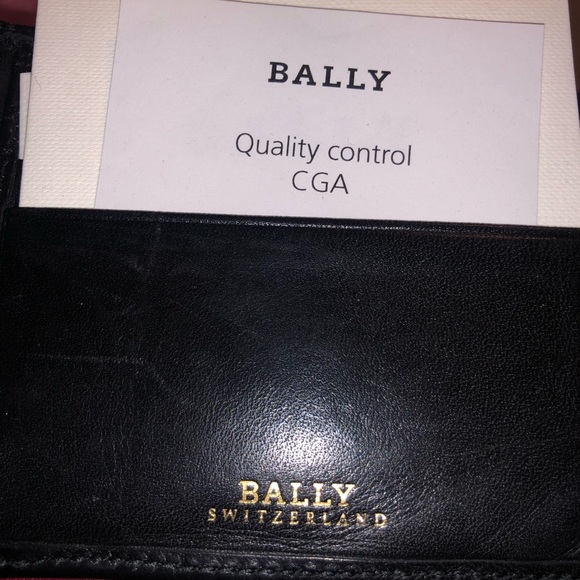 BALLY
Quality control
CGA
BALLY
SWITZERLAND